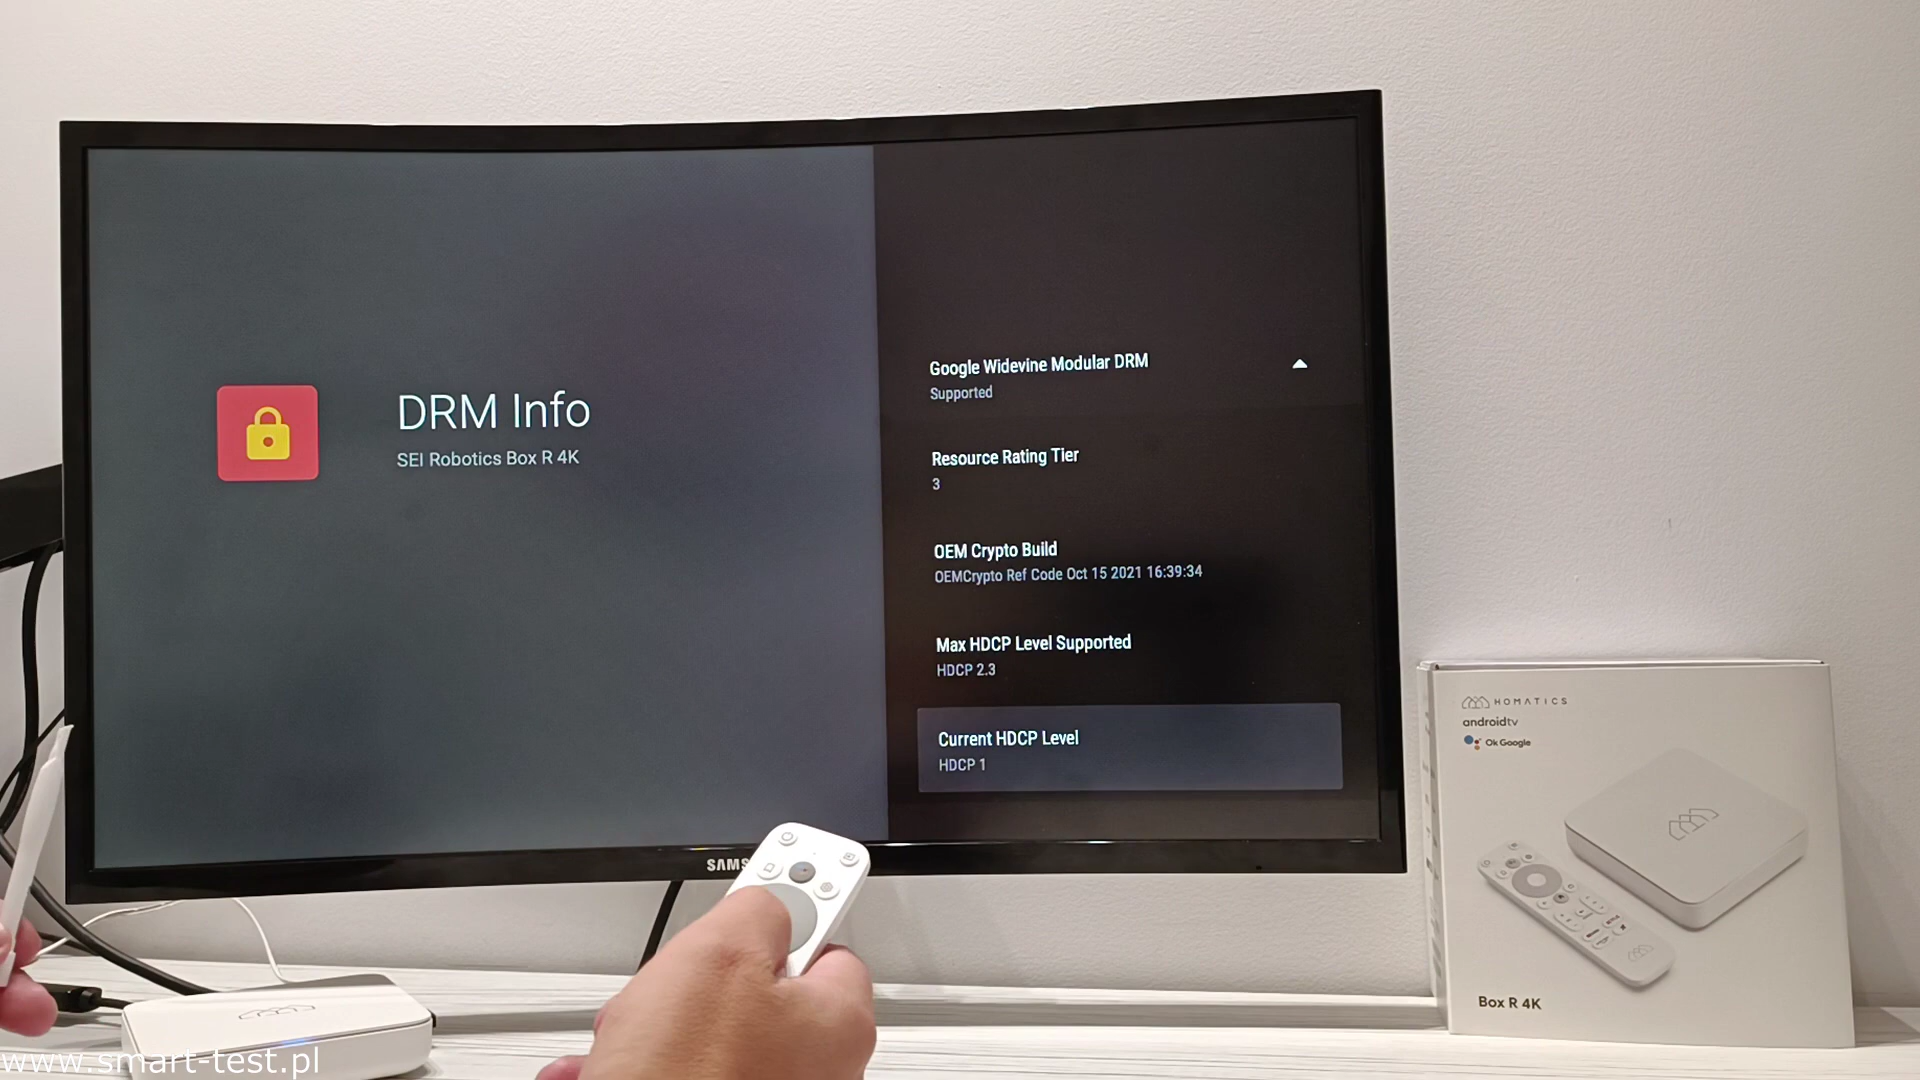 DRM Info
SEI Robotics Box R 4K
Google Widevine Modular DRM
Supported
Resource Rating Tier
3
OEM Crypto Build
OEMCrypto Ref Code Oct 15 2021 16:39:34
Max HDCP Level Supported
HDCP 2.3
Current HDCP Level
HDCP 1
SAMS
HOMATICS
androidtv
Ok Google
Box R 4K
www.smart-test.pl